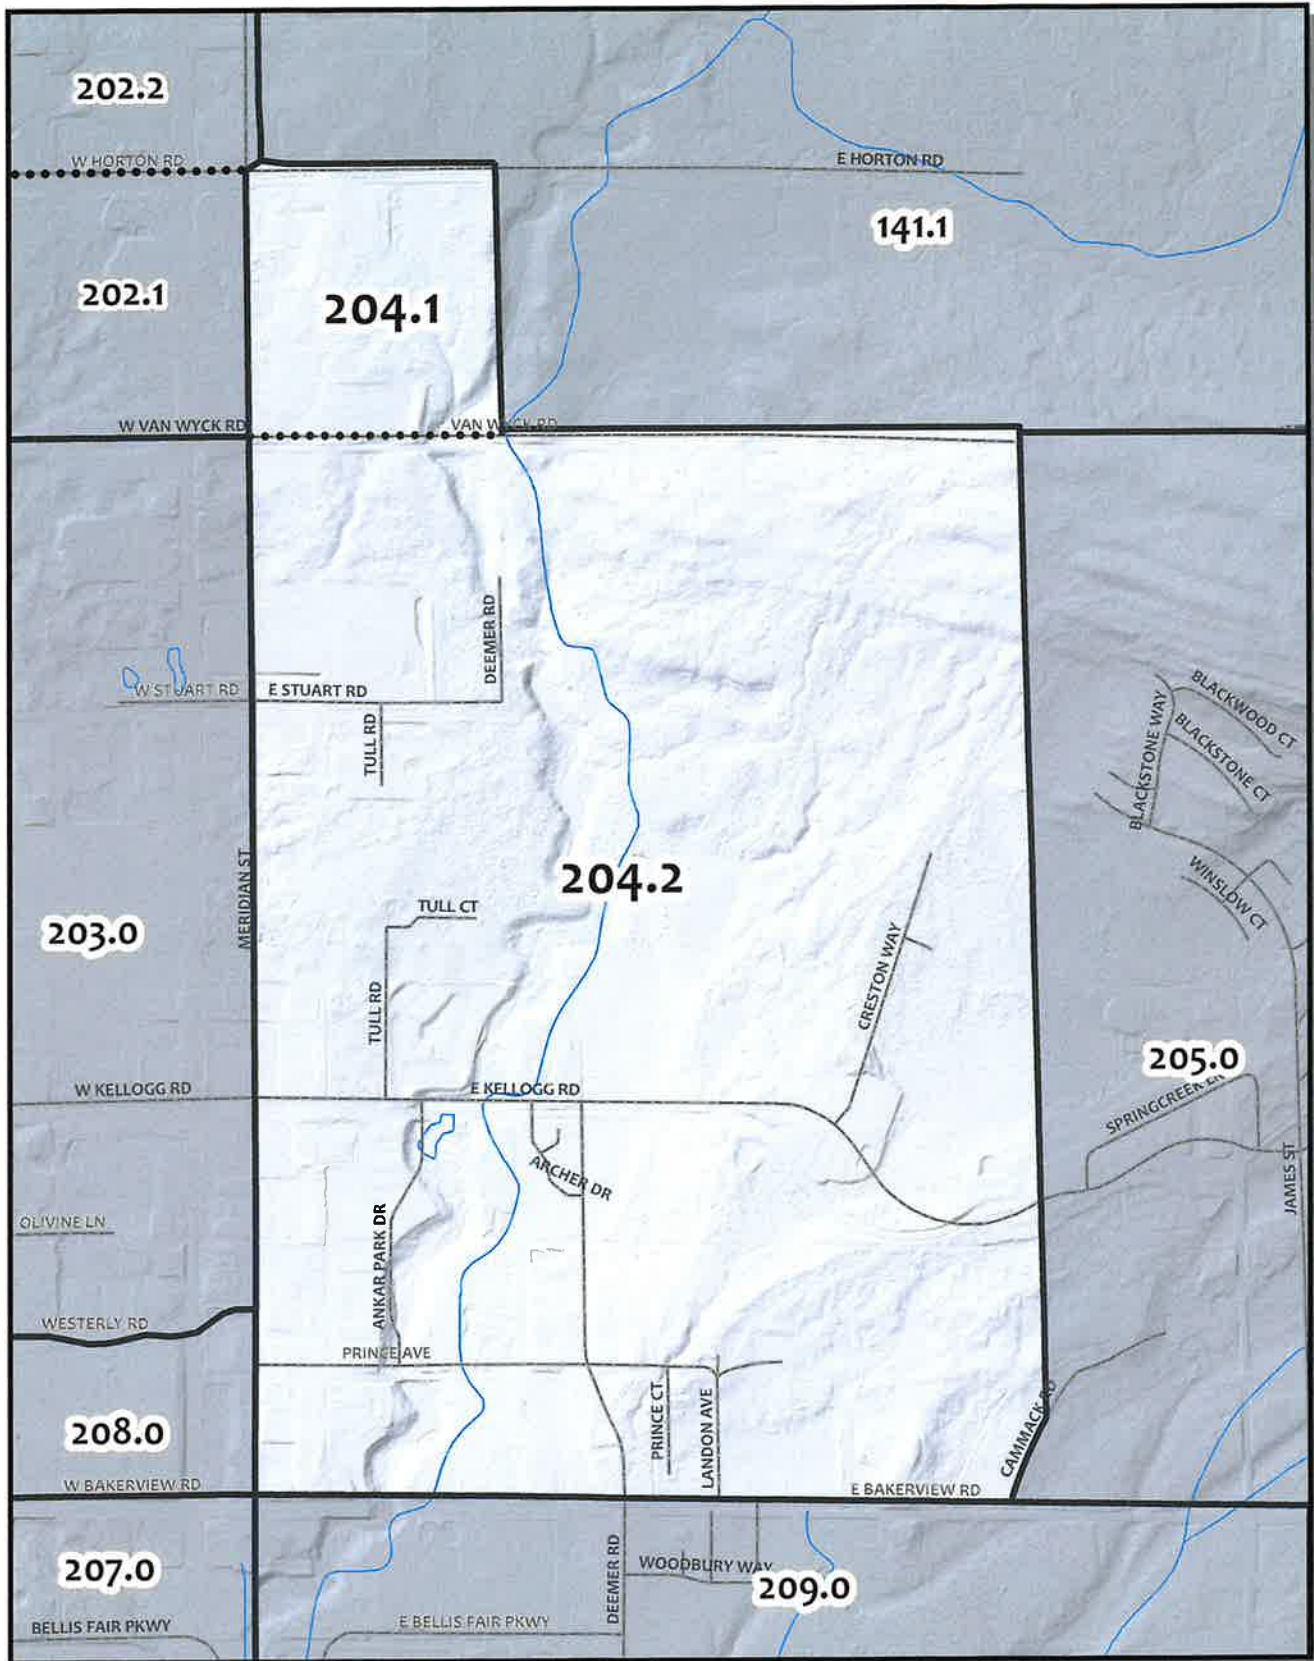 202.2
W HORTON RD
E HORTON RD
141.1
202.1
204.1
W VAN WYCK RD
VAN WYCK RD
DEEMER RD
W STUART RD
E STUART RD
TULL RD
BLACKWOOD CT
BLACKSTONE WAY
BLACKSTONE CT
MERIDIAN ST
204.2
WINSLOW CT
TULL CT
203.0
CRESTON WAY
TULL RD
205.0
W KELLOGG RD
E KELLOGG RD
SPRINGCREEK LN
ARCHER DR
JAMES ST
OLIVINE LN
ANKAR PARK DR
WESTERLY RD
PRINCE AVE
PRINCE CT
LANDON AVE
CAMMACK RD
208.0
W BAKERVIEW RD
E BAKERVIEW RD
207.0
DEEMER RD
WOODBURY WAY
209.0
BELLIS FAIR PKWY
E BELLIS FAIR PKWY